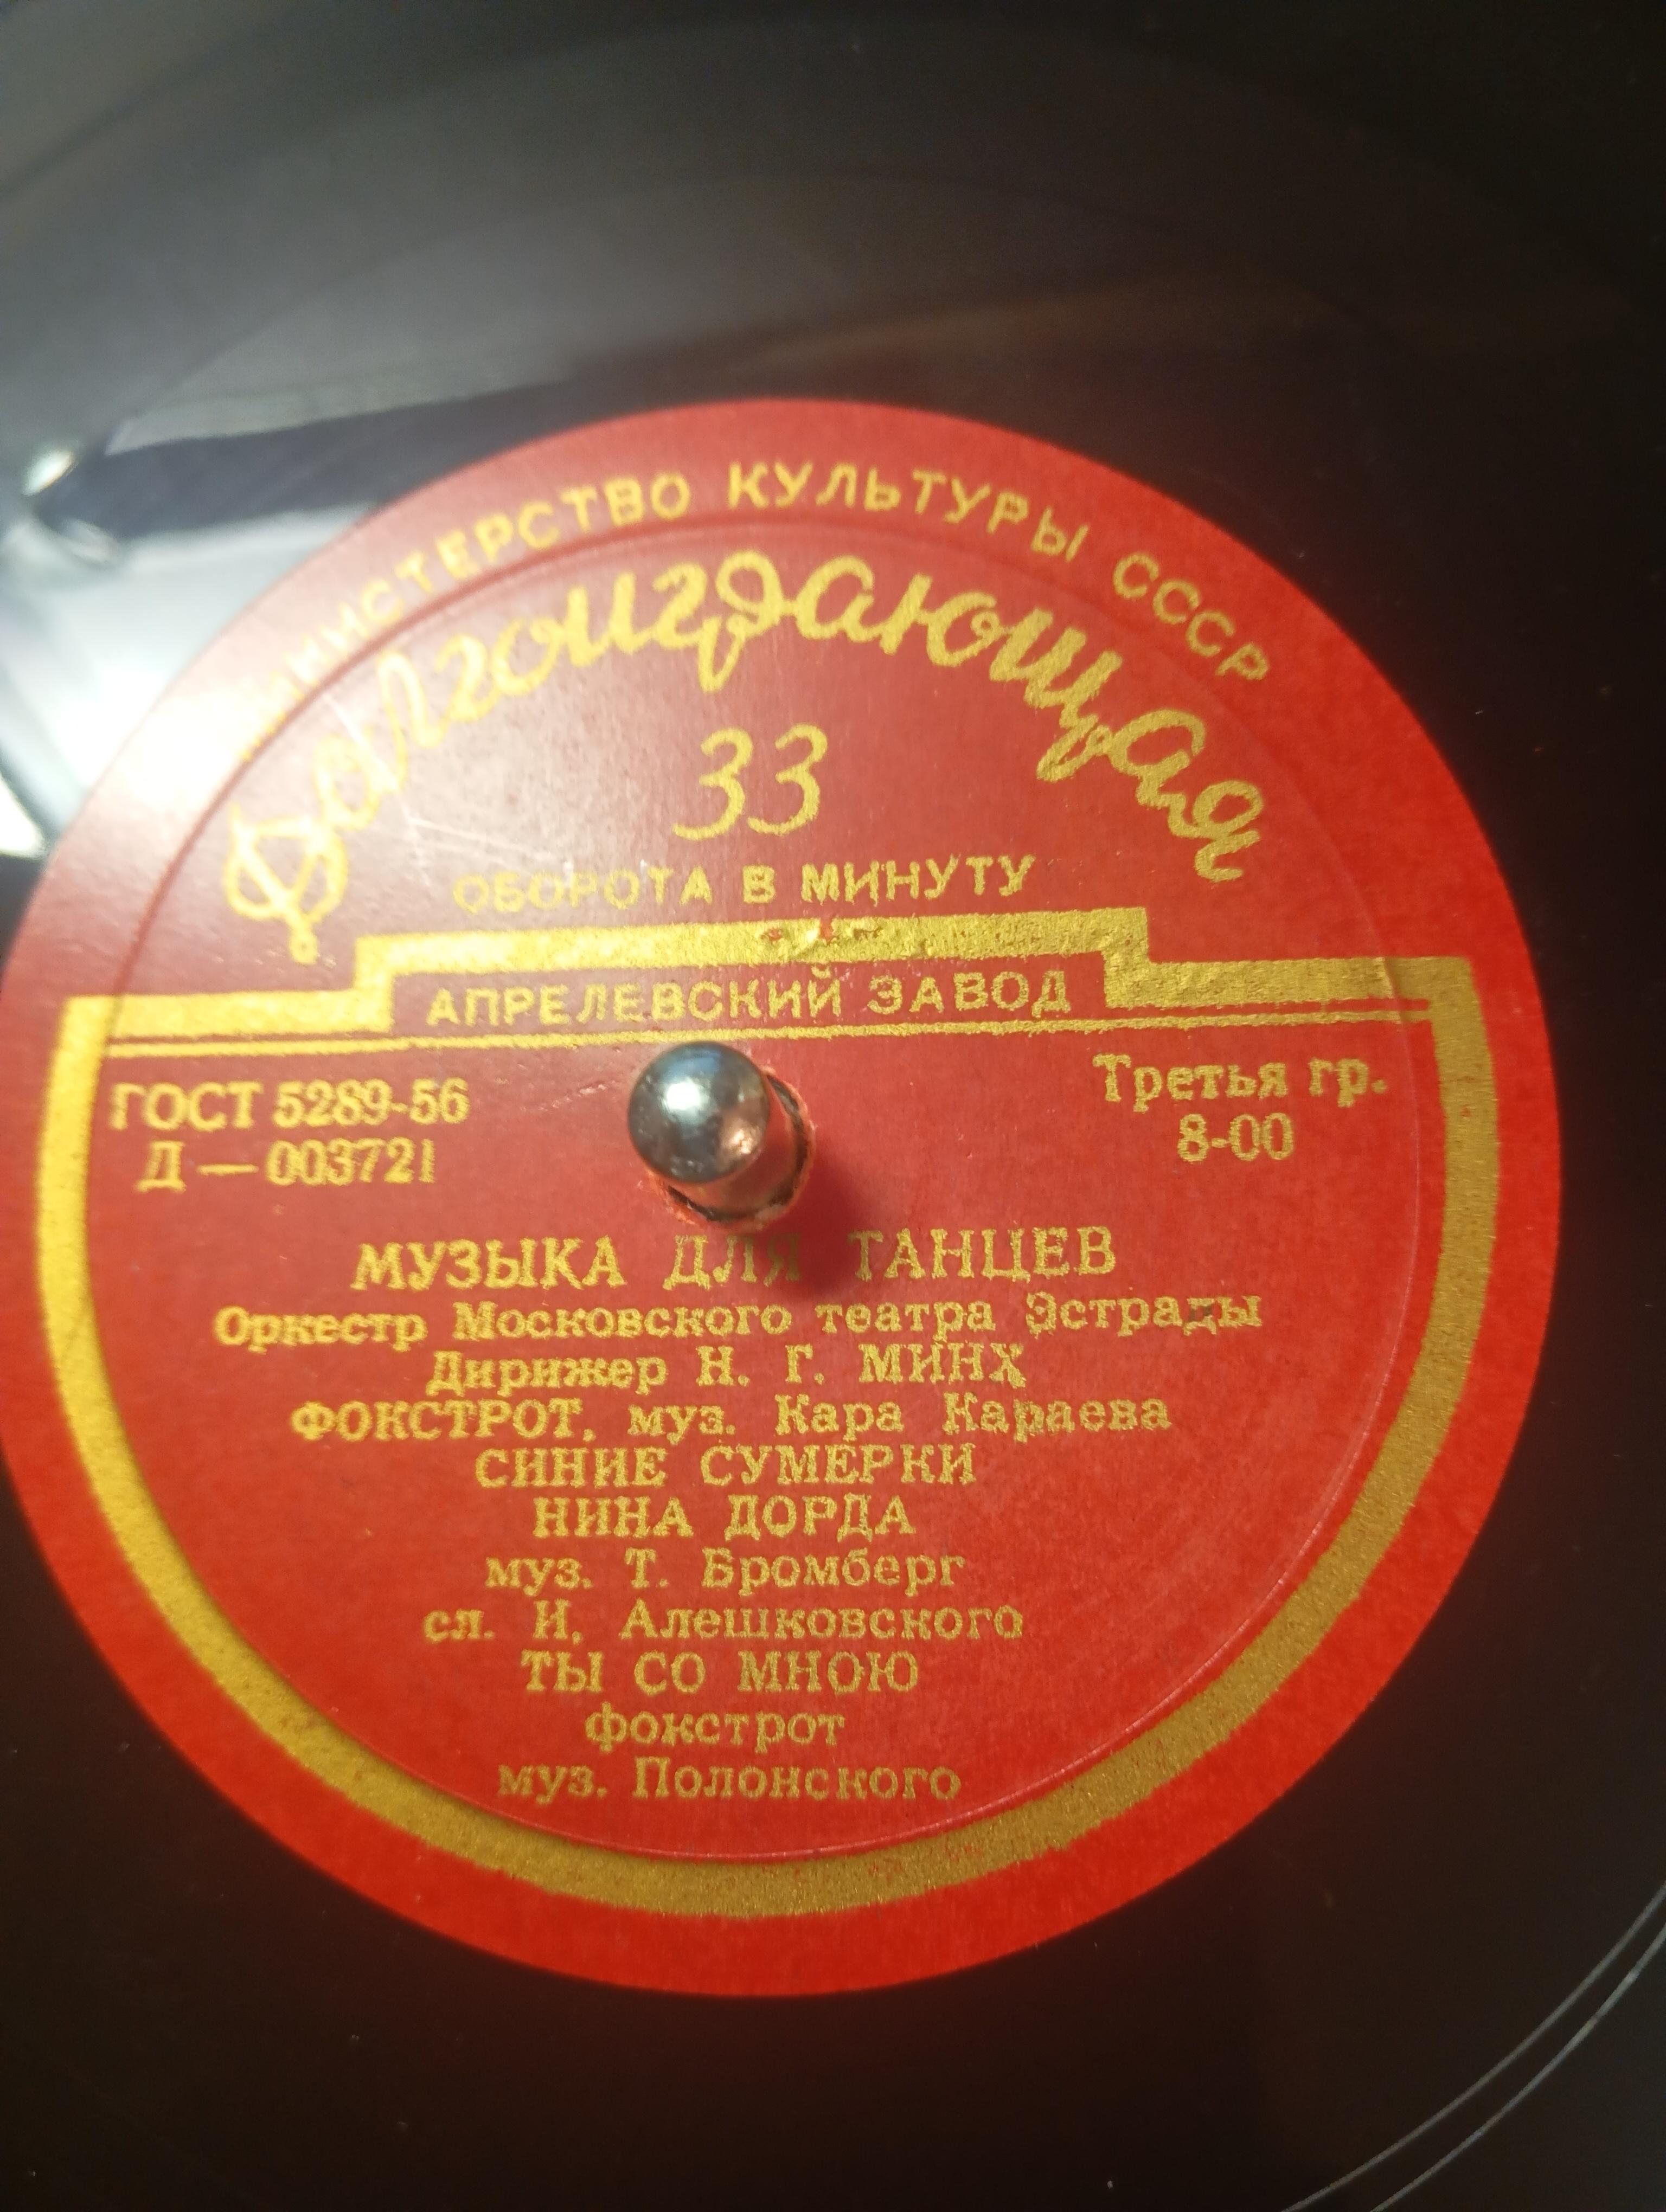 МИНИСТЕРСТВО КУЛЬТУРЫ СССР
Долгоиграющая
33
ОБОРОТА В МИНУТУ
АПРЕЛЕВСКИЙ ЗАВОД
ГОСТ 5289-56
Д — 003721
Третья гр.
8-00
МУЗЫКА ДЛЯ ТАНЦЕВ
Оркестр Московского театра Эстрады
Дирижер Н. Г. МИНХ
ФОКСТРОТ, муз. Кара Караева
СИНИЕ СУМЕРКИ
НИНА ДОРДА
муз. Т. Бромберг
сл. И. Алешковского
ТЫ СО МНОЮ
фокстрот
муз. Полонского